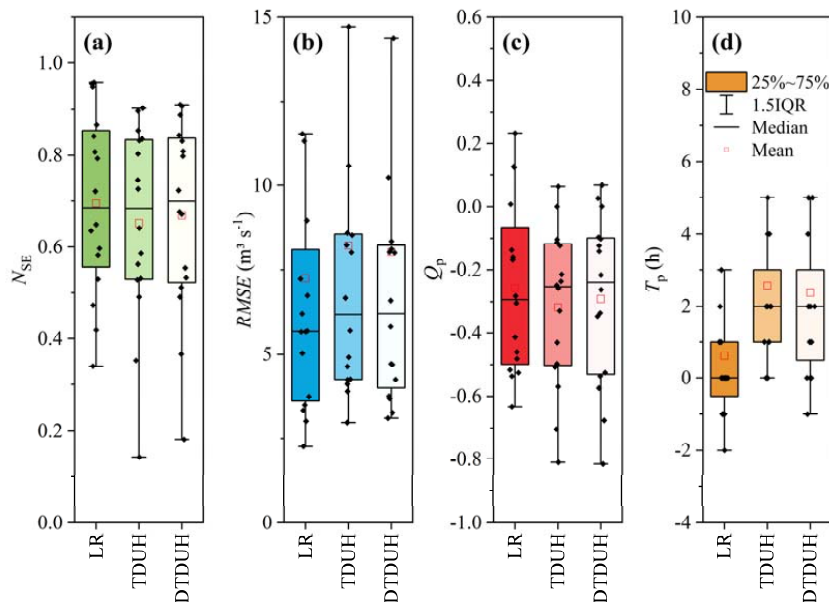 (a)
1.0
0.8
0.6
0.4
0.2
0.0
N_SE
LR
TDUH
DTDUH
(b)
15
10
5
0
RMSE (m³ s⁻¹)
LR
TDUH
DTDUH
(c)
0.6
0.4
0.2
0.0
-0.2
-0.4
-0.6
-0.8
-1.0
Q_p
LR
TDUH
DTDUH
(d)
10
8
6
4
2
0
-2
-4
T_p (h)
25%~75%
1.5IQR
Median
Mean
LR
TDUH
DTDUH